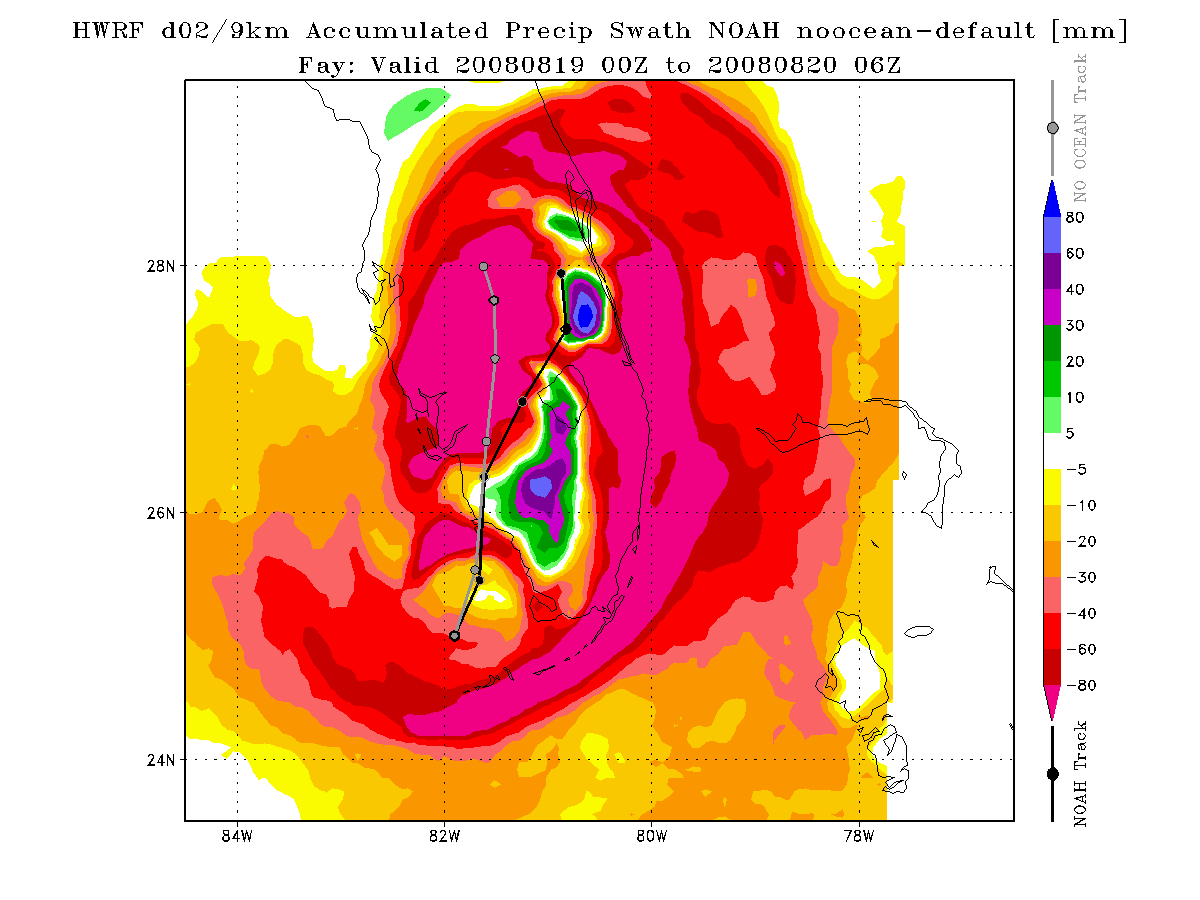 HWRF d02/9km Accumulated Precip Swath NOAH noocean-default [mm]
Fay: Valid 20080819 00Z to 20080820 06Z
NO OCEAN Track
80
60
40
30
20
10
5
-5
-10
-20
-30
-40
-60
-80
NOAH Track
28N
26N
24N
84W
82W
80W
78W